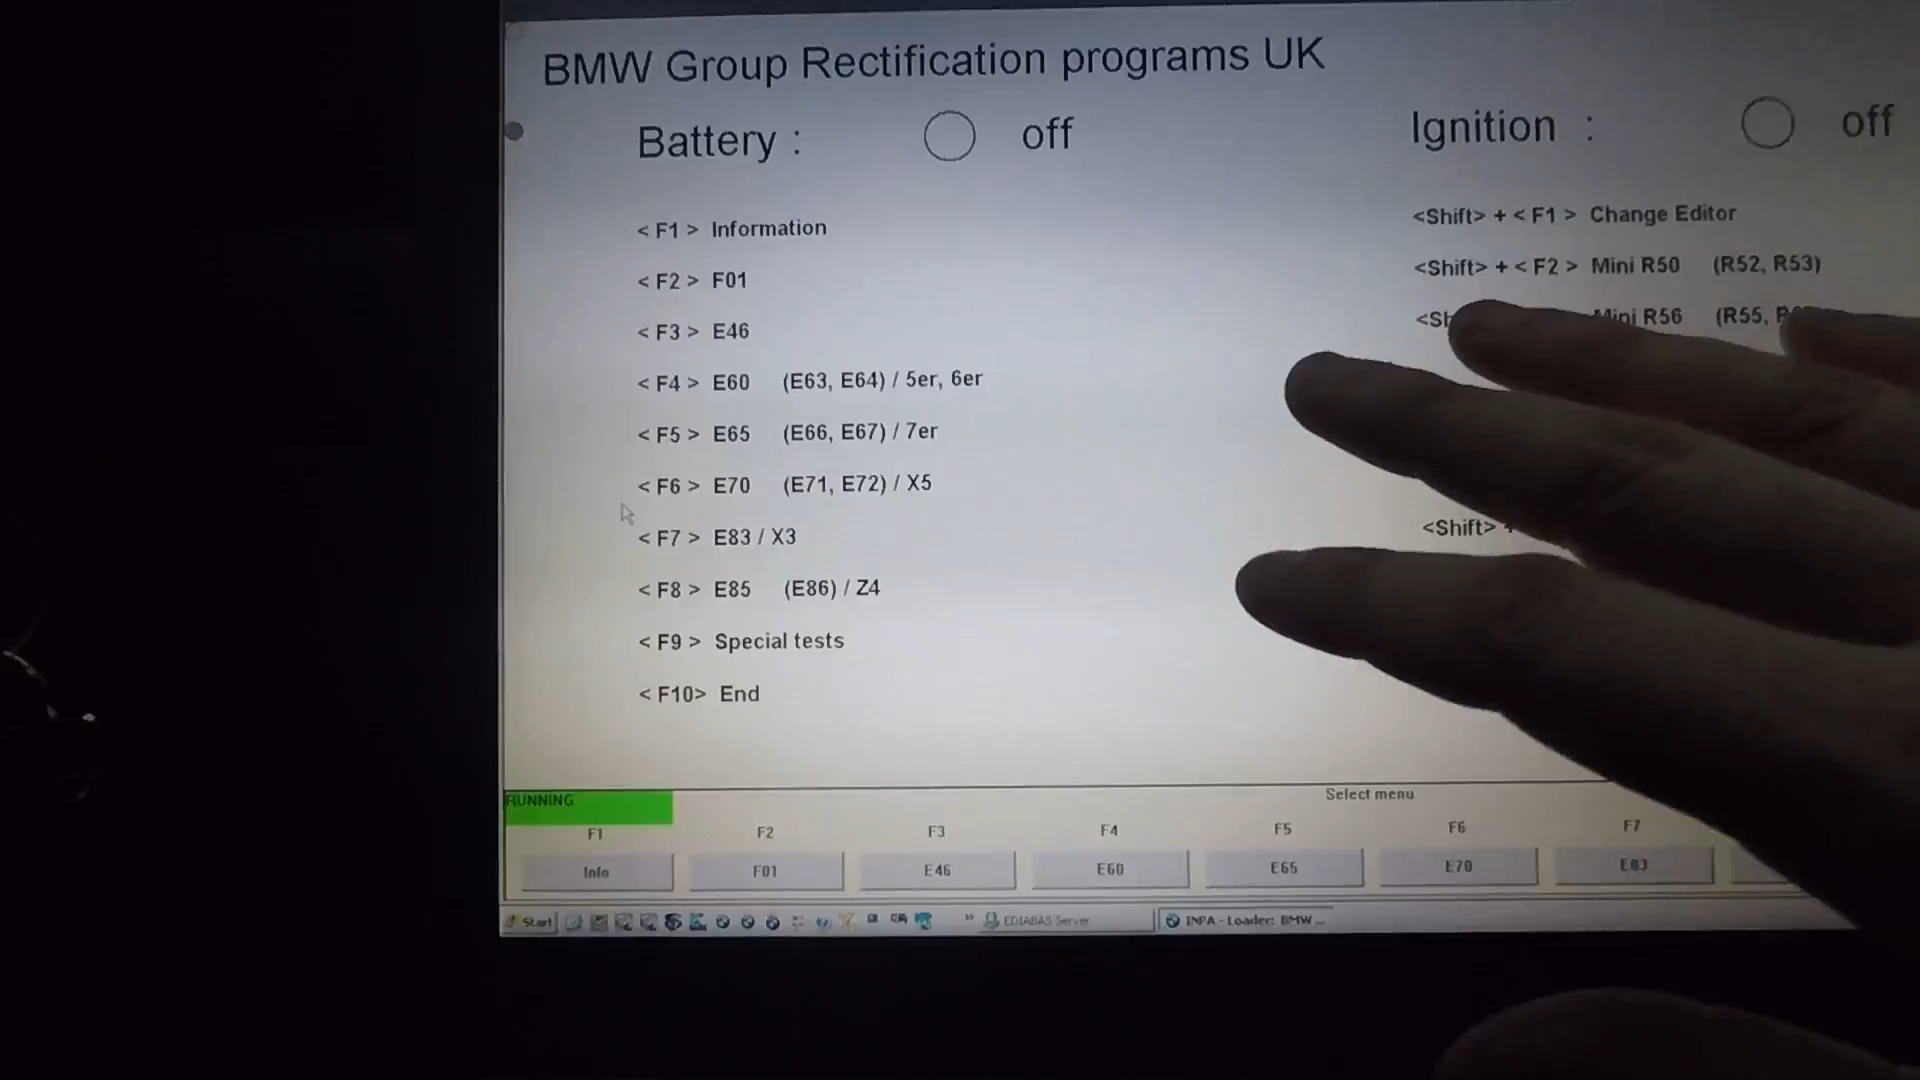 BMW Group Rectification programs UK
Battery : off
Ignition : off
< F1 > Information
< F2 > F01
< F3 > E46
< F4 > E60 (E63, E64) / 5er, 6er
< F5 > E65 (E66, E67) / 7er
< F6 > E70 (E71, E72) / X5
< F7 > E83 / X3
< F8 > E85 (E86) / Z4
< F9 > Special tests
< F10> End
<Shift> + < F1 > Change Editor
<Shift> + < F2 > Mini R50 (R52, R53)
Mini R56 (R55,
<Shift> +
RUNNING
Select menu
F1 F2 F3 F4 F5 F6 F7
Info F01 E46 E60 E65 E70 E83
Start EDIABAS Server INPA - Loader: BMW ...